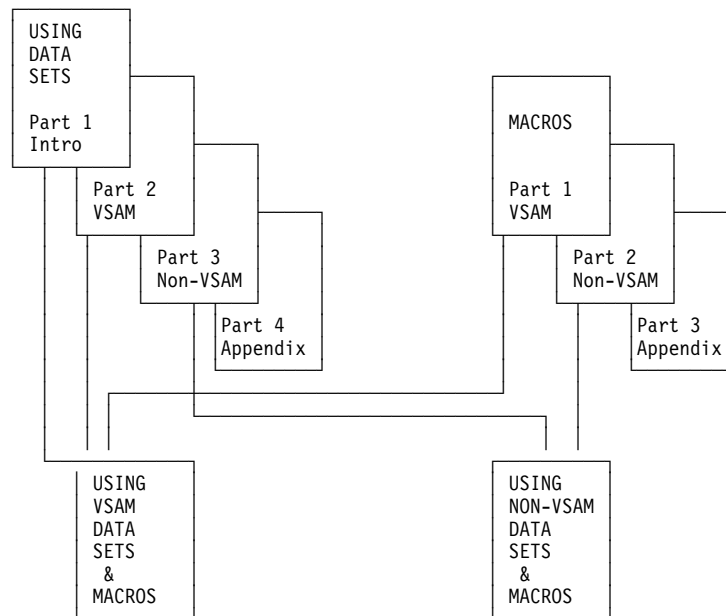 USING
DATA
SETS
Part 1
Intro
Part 2
VSAM
Part 3
Non-VSAM
Part 4
Appendix
MACROS
Part 1
VSAM
Part 2
Non-VSAM
Part 3
Appendix
USING
VSAM
DATA
SETS
&
MACROS
USING
NON-VSAM
DATA
SETS
&
MACROS